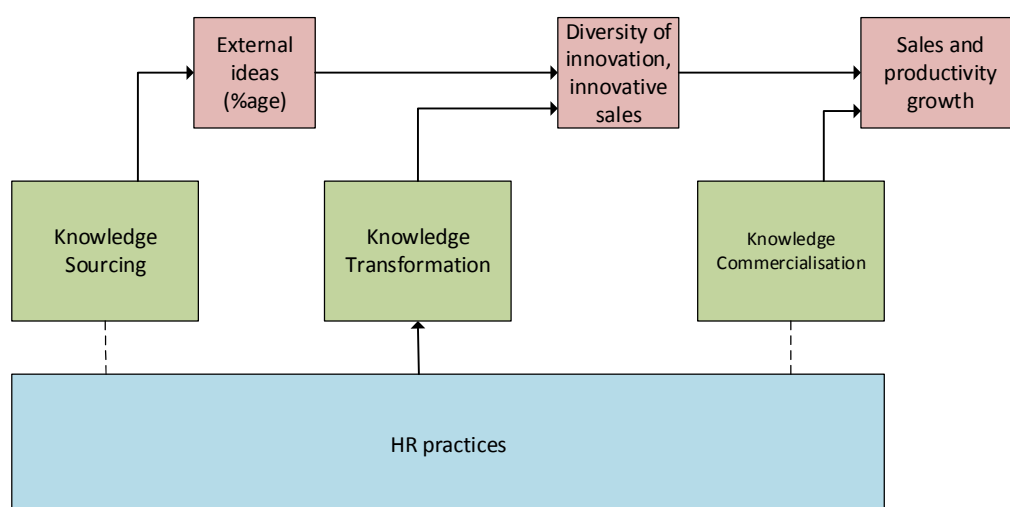 External
ideas
(%age)
Diversity of
innovation,
innovative
sales
Sales and
productivity
growth
Knowledge
Sourcing
Knowledge
Transformation
Knowledge
Commercialisation
HR practices